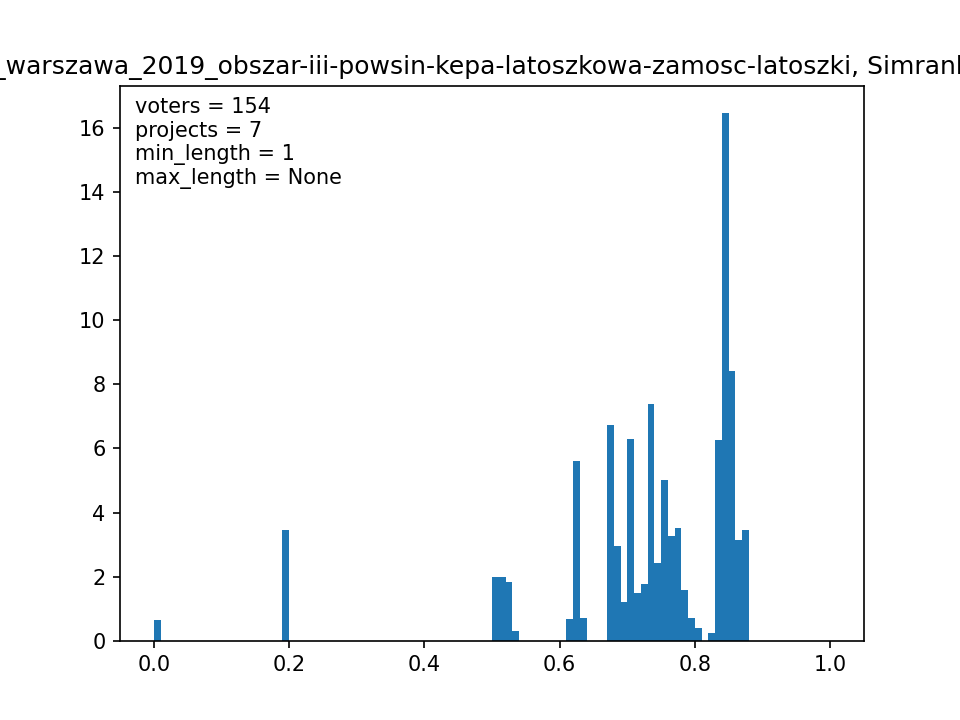 _warszawa_2019_obszar-iii-powsin-kepa-latoszkowa-zamosc-latoszki, Simrank
voters = 154
projects = 7
min_length = 1
max_length = None
16
14
12
10
8
6
4
2
0
0.0 0.2 0.4 0.6 0.8 1.0